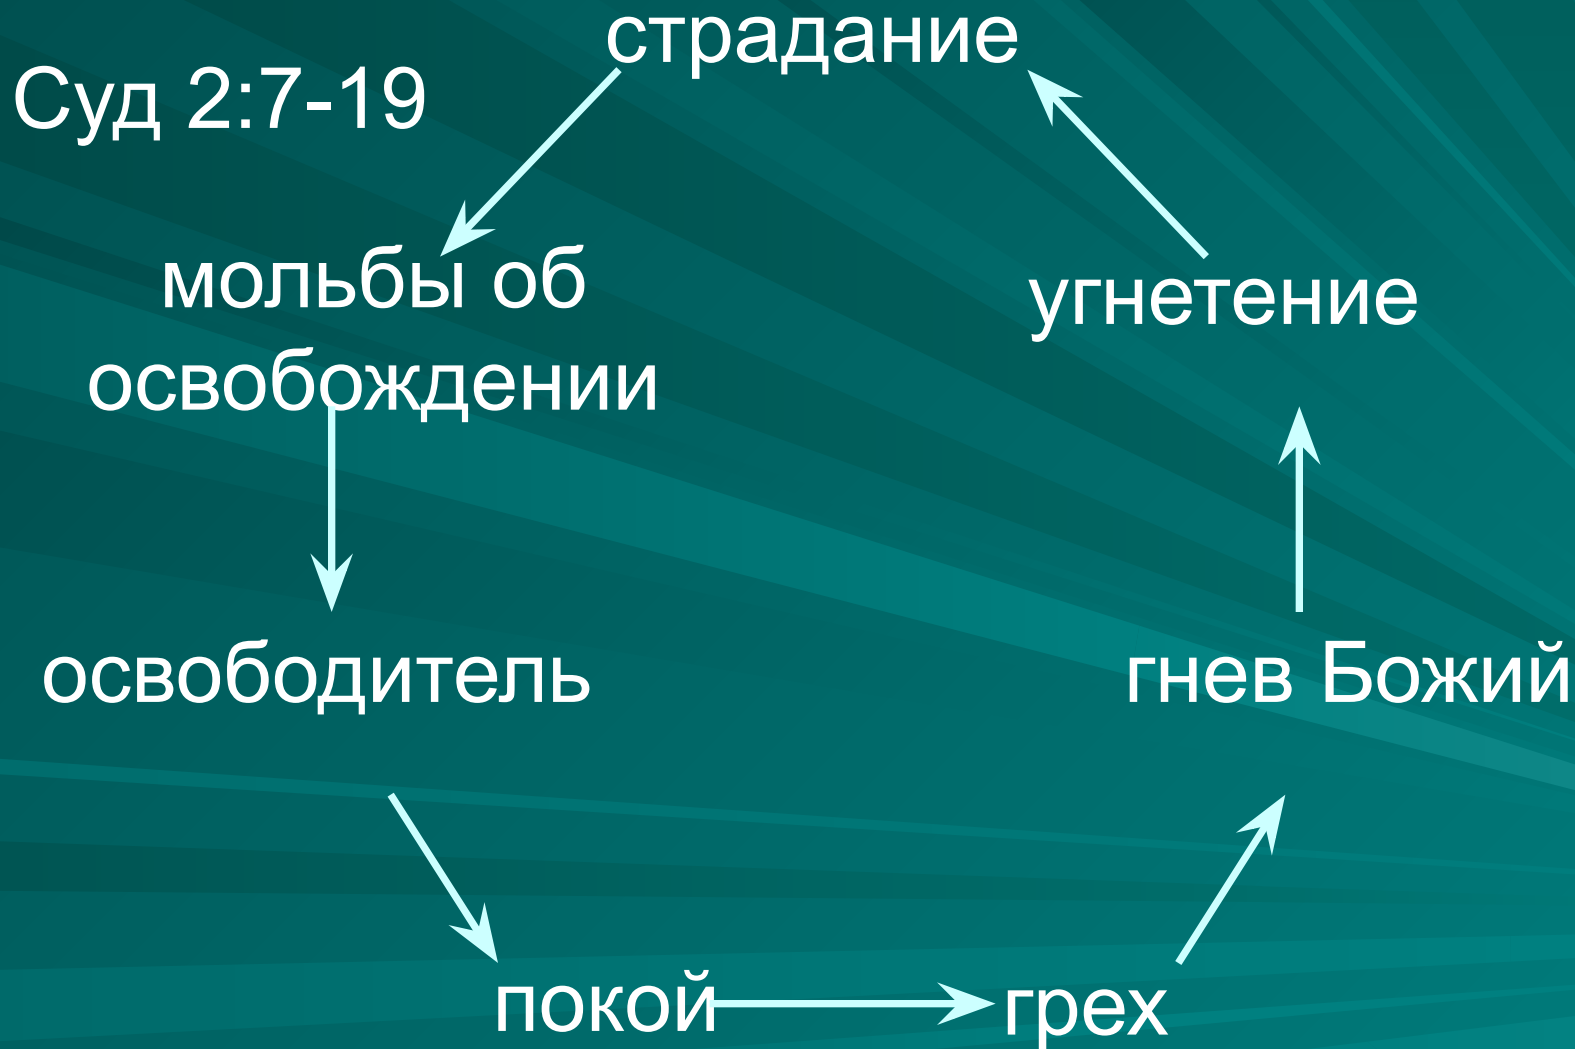 страдание
Суд 2:7-19
мольбы об
освобождении
угнетение
освободитель
гнев Божий
покой
грех